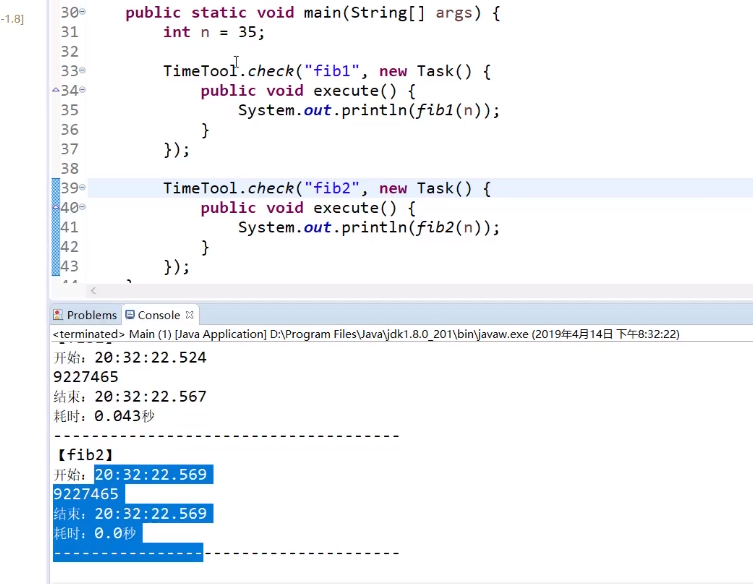 -1.8]
30 public static void main(String[] args) {
31 int n = 35;
32
33 TimeTool.check("fib1", new Task() {
34 public void execute() {
35 System.out.println(fib1(n));
36 }
37 });
38
39 TimeTool.check("fib2", new Task() {
40 public void execute() {
41 System.out.println(fib2(n));
42 }
43 });
Problems Console
<terminated> Main (1) [Java Application] D:\Program Files\Java\jdk1.8.0_201\bin\javaw.exe (2019年4月14日 下午8:32:22)
开始：20:32:22.524
9227465
结束：20:32:22.567
耗时：0.043秒
-------------------------------------
【fib2】
开始：20:32:22.569
9227465
结束：20:32:22.569
耗时：0.0秒
-------------------------------------